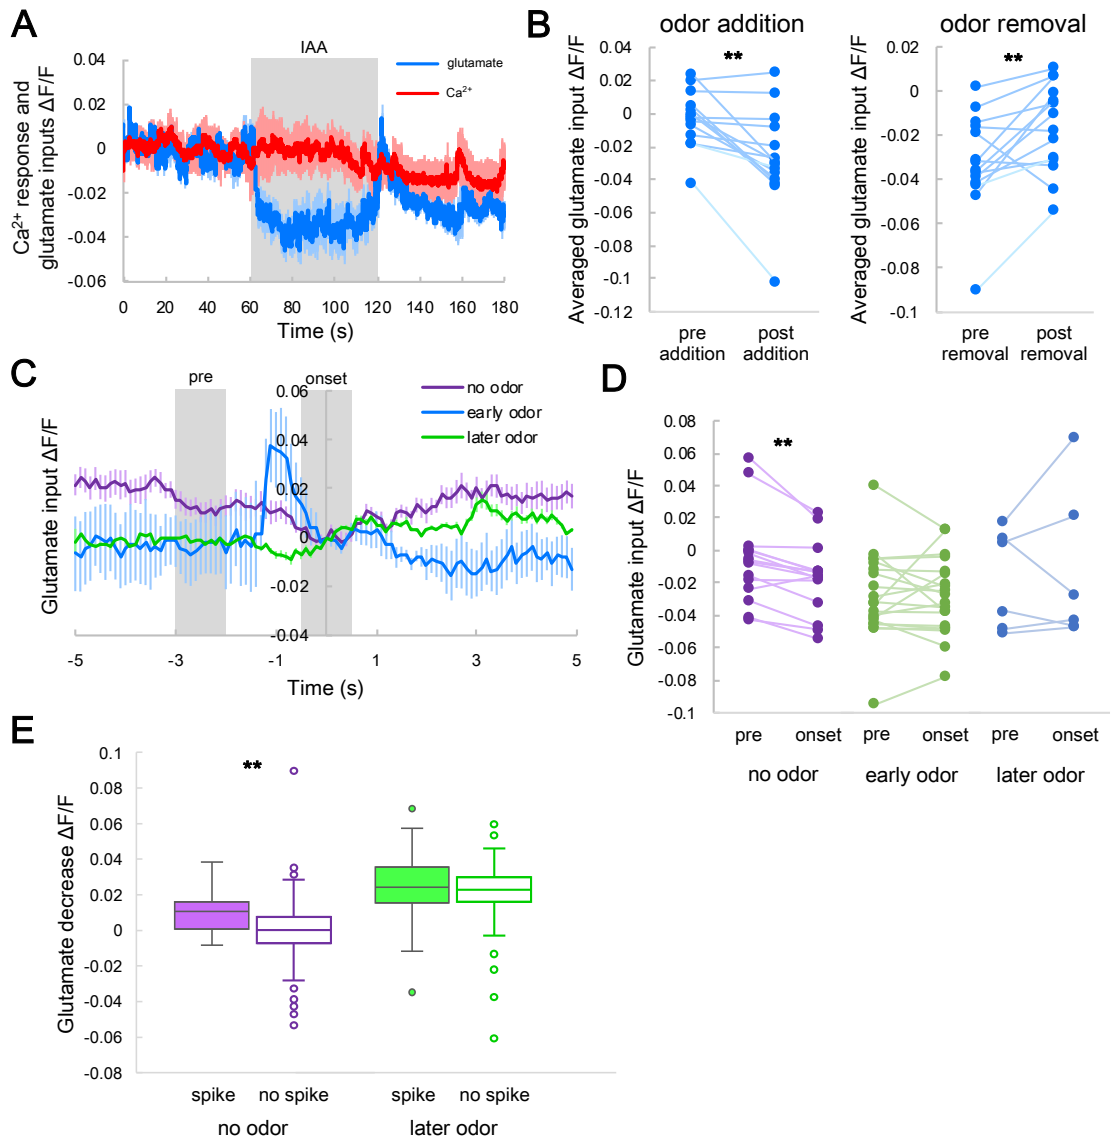 A
IAA
glutamate
Ca²⁺
Ca²⁺ response and
glutamate inputs ΔF/F
0.04
0.02
0
-0.02
-0.04
-0.06
0 20 40 60 80 100 120 140 160 180
Time (s)
B
odor addition
**
Averaged glutamate input ΔF/F
0.04
0.02
0
-0.02
-0.04
-0.06
-0.08
-0.1
-0.12
pre
addition
post
addition
odor removal
**
Averaged glutamate input ΔF/F
0.02
0
-0.02
-0.04
-0.06
-0.08
-0.1
pre
removal
post
removal
C
pre
onset
no odor
early odor
later odor
Glutamate input ΔF/F
0.06
0.04
0.02
0
-0.02
-0.04
-5 -3 -1 1 3 5
Time (s)
D
**
Glutamate input ΔF/F
0.08
0.06
0.04
0.02
0
-0.02
-0.04
-0.06
-0.08
-0.1
pre onset pre onset pre onset
no odor early odor later odor
E
**
Glutamate decrease ΔF/F
0.1
0.08
0.06
0.04
0.02
0
-0.02
-0.04
-0.06
-0.08
spike no spike spike no spike
no odor later odor